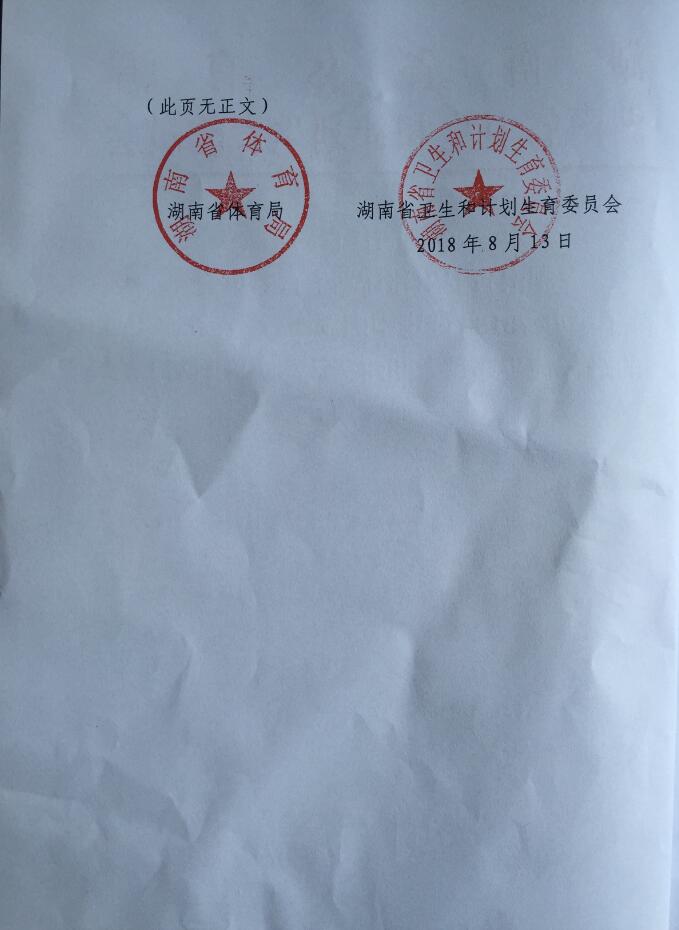 （此页无正文）
湖南省体育局
湖南省体育局
湖南省卫生和计划生育委员会
湖南省卫生和计划生育委员会
2018年8月13日